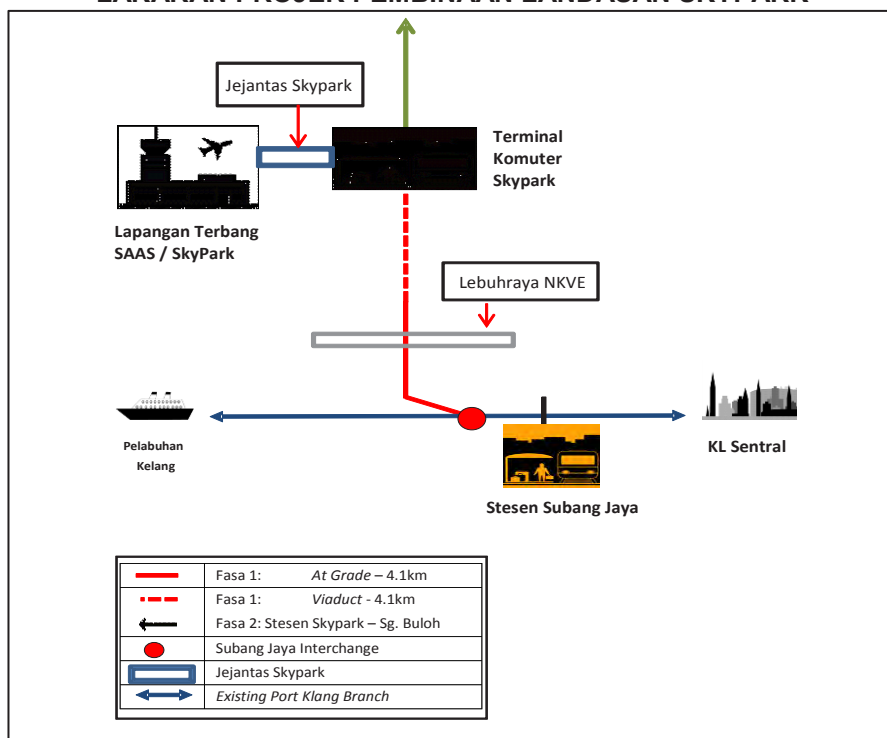 Jejantas Skypark
Terminal
Komuter
Skypark
Lapangan Terbang
SAAS / SkyPark
Lebuhraya NKVE
Pelabuhan
Kelang
KL Sentral
Stesen Subang Jaya
Fasa 1: At Grade – 4.1km
Fasa 1: Viaduct - 4.1km
Fasa 2: Stesen Skypark – Sg. Buloh
Subang Jaya Interchange
Jejantas Skypark
Existing Port Klang Branch